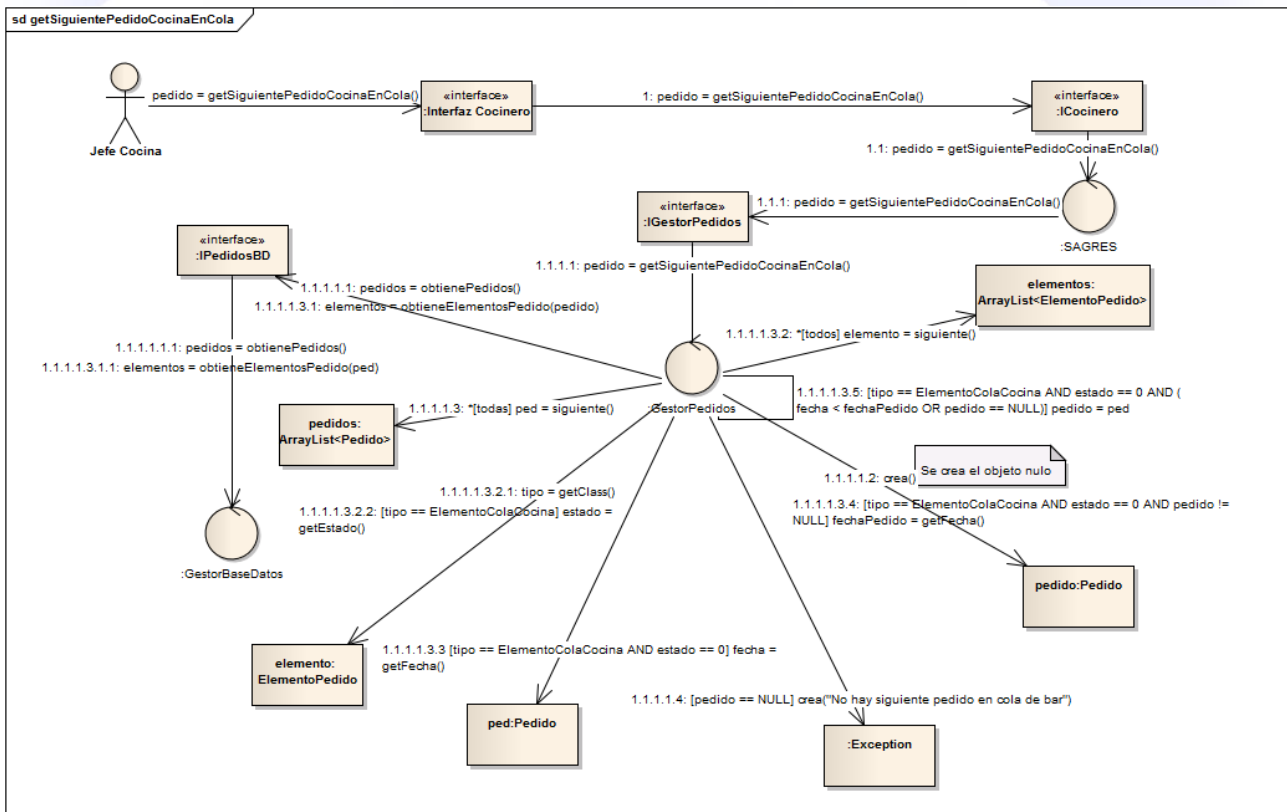 sd getSiguientePedidoCocinaEnCola
pedido = getSiguientePedidoCocinaEnCola()
Jefe Cocina
«interface»
:Interfaz Cocinero
1: pedido = getSiguientePedidoCocinaEnCola()
«interface»
:ICocinero
1.1: pedido = getSiguientePedidoCocinaEnCola()
:SAGRES
1.1.1: pedido = getSiguientePedidoCocinaEnCola()
«interface»
:IGestorPedidos
1.1.1.1: pedido = getSiguientePedidoCocinaEnCola()
«interface»
:IPedidosBD
1.1.1.1.1: pedidos = obtienePedidos()
1.1.1.1.3.1: elementos = obtieneElementosPedido(pedido)
elementos:
ArrayList<ElementoPedido>
1.1.1.1.3.2: *[todos] elemento = siguiente()
1.1.1.1.1.1: pedidos = obtienePedidos()
1.1.1.1.3.1.1: elementos = obtieneElementosPedido(ped)
:GestorPedidos
1.1.1.1.3.5: [tipo == ElementoColaCocina AND estado == 0 AND (
fecha < fechaPedido OR pedido == NULL)] pedido = ped
1.1.1.1.3: *[todas] ped = siguiente()
pedidos:
ArrayList<Pedido>
Se crea el objeto nulo
1.1.1.1.2: crea()
1.1.1.1.3.2.1: tipo = getClass()
1.1.1.1.3.2.2: [tipo == ElementoColaCocina] estado =
getEstado()
1.1.1.1.3.4: [tipo == ElementoColaCocina AND estado == 0 AND pedido !=
NULL] fechaPedido = getFecha()
:GestorBaseDatos
pedido:Pedido
elemento:
ElementoPedido
1.1.1.1.3.3 [tipo == ElementoColaCocina AND estado == 0] fecha =
getFecha()
1.1.1.1.4: [pedido == NULL] crea("No hay siguiente pedido en cola de bar")
ped:Pedido
:Exception